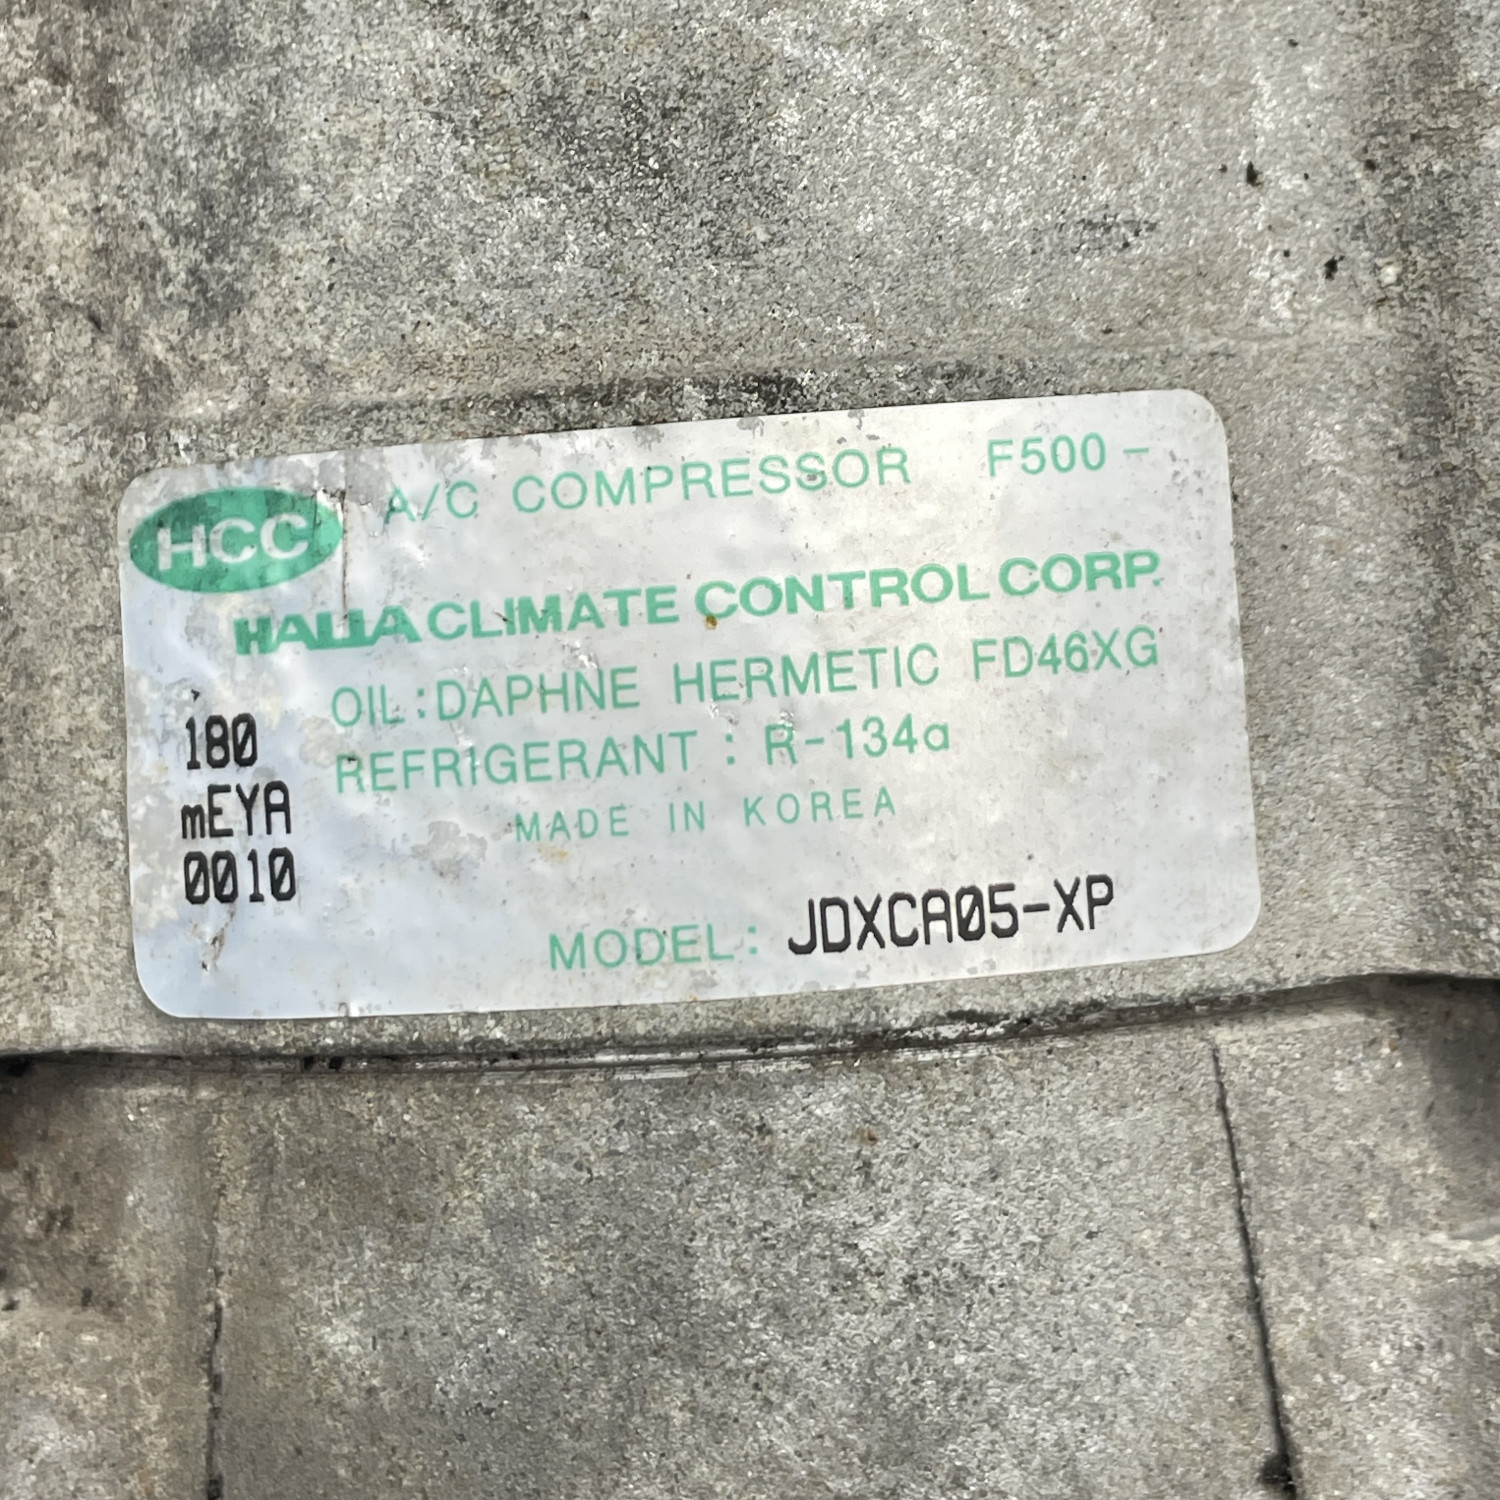 A/C COMPRESSOR F500-
HCC
HALLA CLIMATE CONTROL CORP.
OIL:DAPHNE HERMETIC FD46XG
REFRIGERANT : R-134a
MADE IN KOREA
180
mEYA
0010
MODEL: JDXCA05-XP